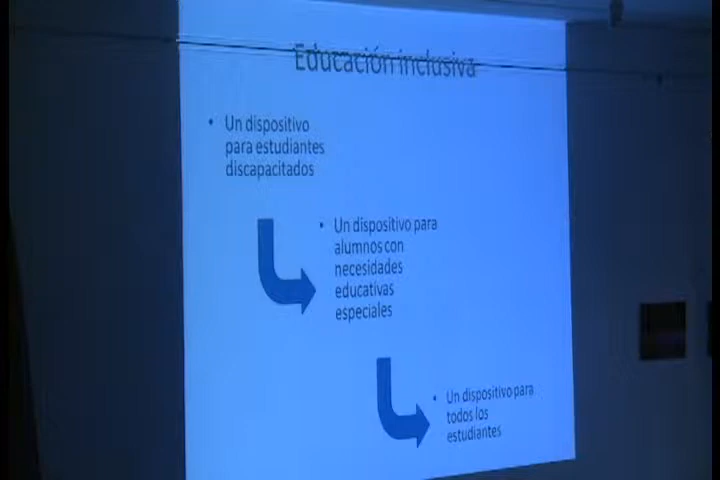 Educación inclusiva
• Un dispositivo
para estudiantes
discapacitados
• Un dispositivo para
alumnos con
necesidades
educativas
especiales
• Un dispositivo para
todos los
estudiantes